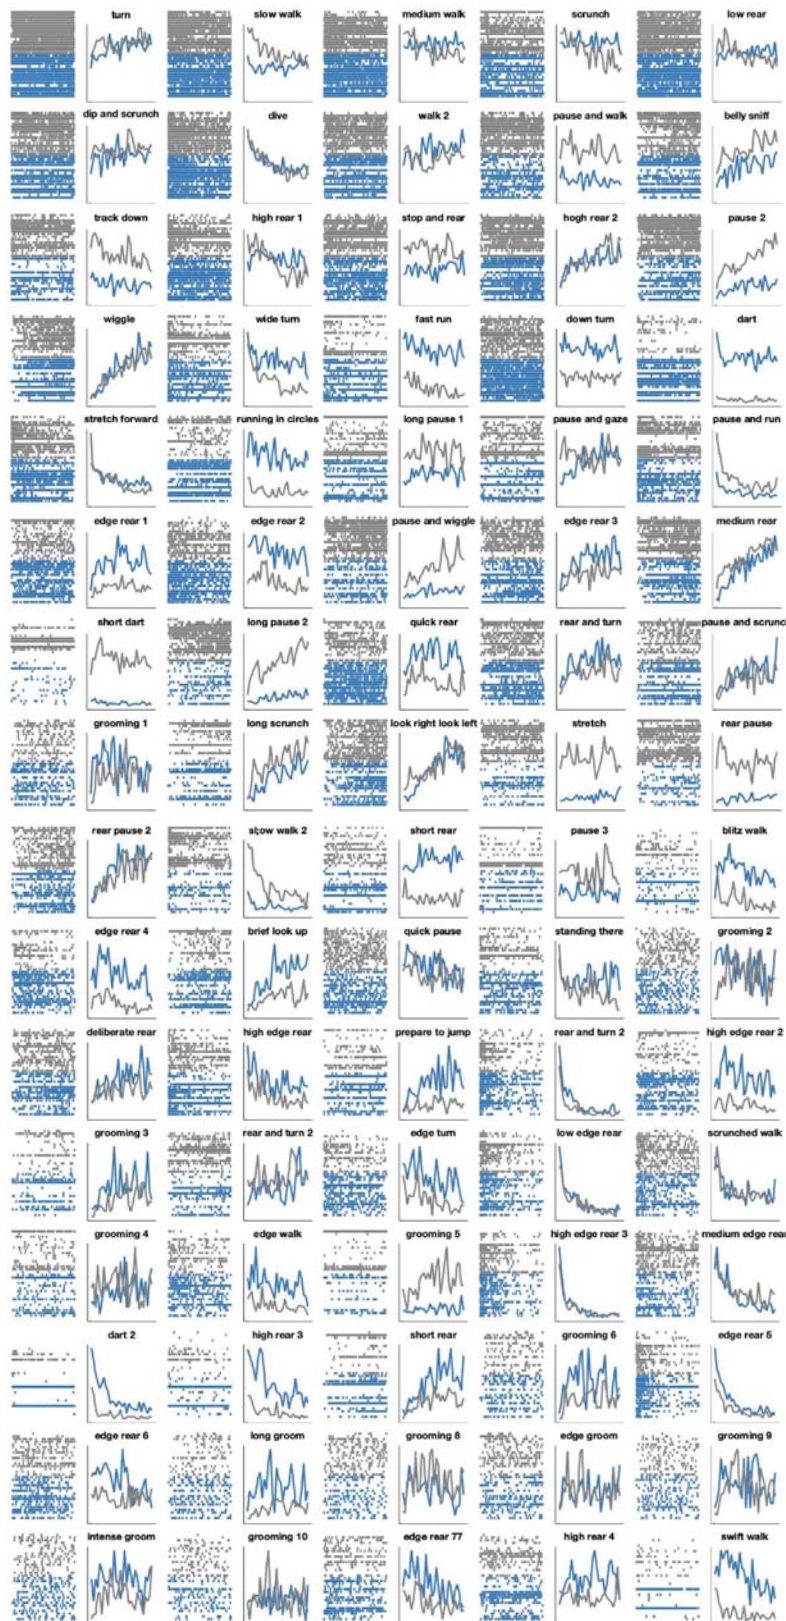 turn slow walk medium walk scrunch low rear
dip and scrunch dive walk 2 pause and walk belly sniff
track down high rear 1 stop and rear hogh rear 2 pause 2
wiggle wide turn fast run down turn dart
stretch forward running in circles long pause 1 pause and gaze pause and run
edge rear 1 edge rear 2 pause and wiggle edge rear 3 medium rear
short dart long pause 2 quick rear rear and turn pause and scrunch
grooming 1 long scrunch look right look left stretch rear pause
rear pause 2 slow walk 2 short rear pause 3 blitz walk
edge rear 4 brief look up quick pause standing there grooming 2
deliberate rear high edge rear prepare to jump rear and turn 2 high edge rear 2
grooming 3 rear and turn 2 edge turn low edge rear scrunched walk
grooming 4 edge walk grooming 5 high edge rear 3 medium edge rear
dart 2 high rear 3 short rear grooming 6 edge rear 5
edge rear 6 long groom grooming 8 edge groom grooming 9
intense groom grooming 10 edge rear 77 high rear 4 swift walk